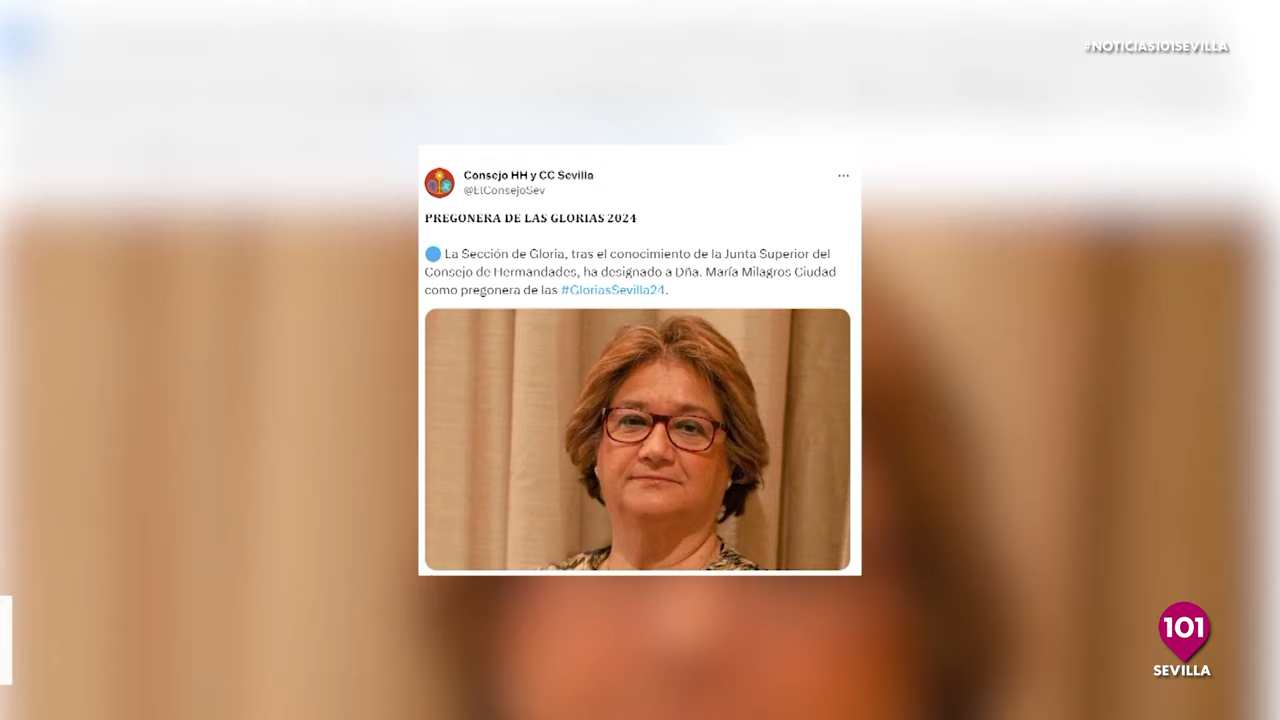 #NOTICIAS101SEVILLA
Consejo HH y CC Sevilla
@ElConsejoSev
PREGONERA DE LAS GLORIAS 2024
La Sección de Gloria, tras el conocimiento de la Junta Superior del
Consejo de Hermandades, ha designado a Dña. María Milagros Ciudad
como pregonera de las #GloriasSevilla24.
101
SEVILLA